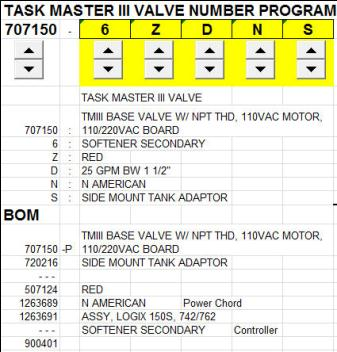 TASK MASTER III VALVE NUMBER PROGRAM
707150 - 6 Z D N S
TASK MASTER III VALVE
TMIII BASE VALVE W/ NPT THD, 110VAC MOTOR,
707150 : 110/220VAC BOARD
6 : SOFTENER SECONDARY
Z : RED
D : 25 GPM BW 1 1/2"
N : N AMERICAN
S : SIDE MOUNT TANK ADAPTOR
BOM
TMIII BASE VALVE W/ NPT THD, 110VAC MOTOR,
707150 -P 110/220VAC BOARD
720216 SIDE MOUNT TANK ADAPTOR
- - -
507124 RED
1263689 N AMERICAN Power Chord
1263691 ASSY, LOGIX 150S, 742/762
- - - SOFTENER SECONDARY Controller
900401